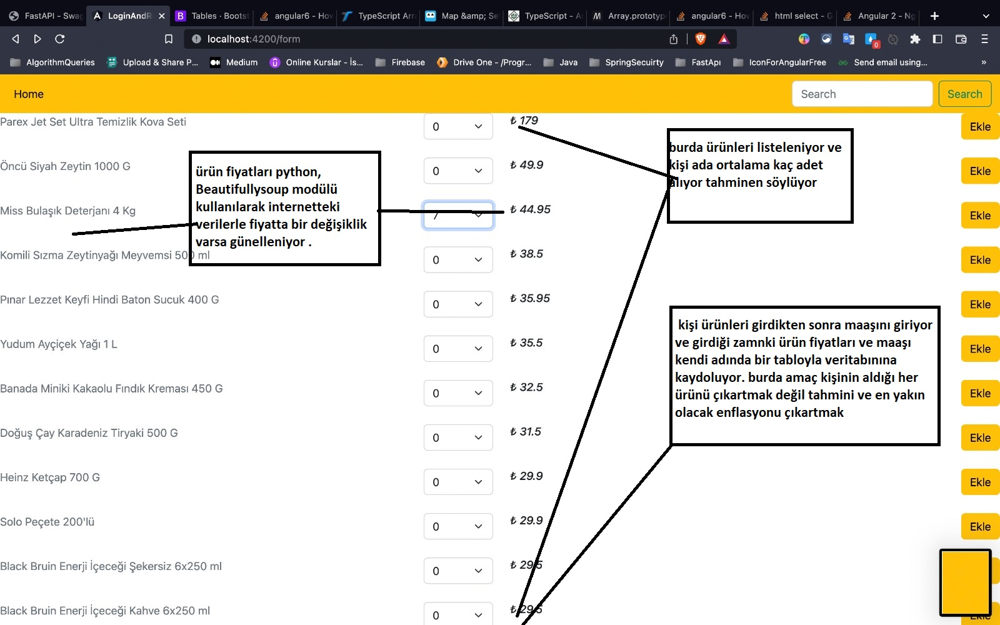 FastAPI - Swag
LoginAndR
Tables · Bootst
angular6 - How
TypeScript Arra
Map &amp; Se
TypeScript - A
Array.prototyp
angular6 - How
html select - G
Angular 2 - Ng
localhost:4200/form
0
AlgorithmQueries
Upload & Share P...
Medium
Online Kurslar - İs...
Firebase
Drive One - /Progr...
Java
SpringSecuirty
FastApı
IconForAngularFree
Send email using...
»
Home
Search
Search
Parex Jet Set Ultra Temizlik Kova Seti
0
₺ 179
Ekle
Öncü Siyah Zeytin 1000 G
0
₺ 49.9
Ekle
Miss Bulaşık Deterjanı 4 Kg
7
₺ 44.95
Ekle
Komili Sızma Zeytinyağı Meyvemsi 500 ml
0
₺ 38.5
Ekle
Pınar Lezzet Keyfi Hindi Baton Sucuk 400 G
0
₺ 35.95
Ekle
Yudum Ayçiçek Yağı 1 L
0
₺ 35.5
Ekle
Banada Miniki Kakaolu Fındık Kreması 450 G
0
₺ 32.5
Ekle
Doğuş Çay Karadeniz Tiryaki 500 G
0
₺ 31.5
Ekle
Heinz Ketçap 700 G
0
₺ 29.9
Ekle
Solo Peçete 200'lü
0
₺ 29.9
Ekle
Black Bruin Enerji İçeceği Şekersiz 6x250 ml
0
₺ 29.5
Black Bruin Enerji İçeceği Kahve 6x250 ml
0
₺ 29.5
Ekle
ürün fiyatları python,
Beautifullysoup modülü
kullanılarak internetteki
verilerle fiyatta bir değişiklik
varsa günelleniyor .
burda ürünleri listeleniyor ve
kişi ada ortalama kaç adet
alıyor tahminen söylüyor
kişi ürünleri girdikten sonra maaşını giriyor
ve girdiği zamnki ürün fiyatları ve maaşı
kendi adında bir tabloyla veritabınına
kaydoluyor. burda amaç kişinin aldığı her
ürünü çıkartmak değil tahmini ve en yakın
olacak enflasyonu çıkartmak